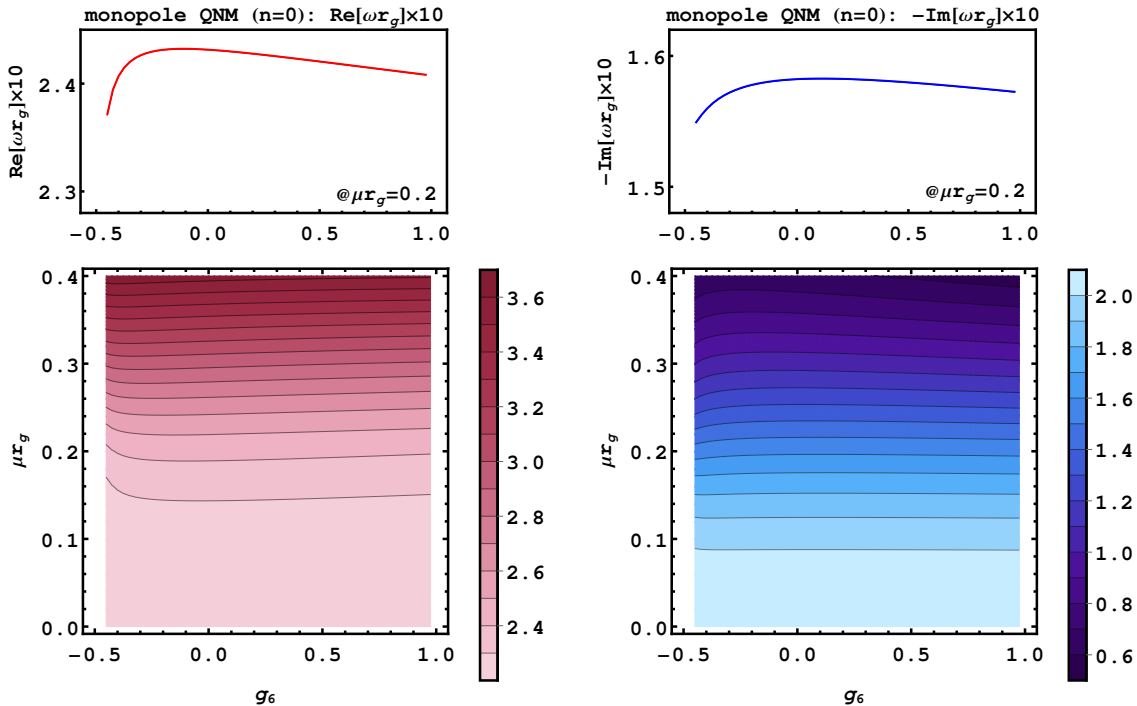 monopole QNM (n=0): Re[ωr_g]×10
Re[ωr_g]×10
2.4
2.3
@μr_g=0.2
−0.5 0.0 0.5 1.0
monopole QNM (n=0): −Im[ωr_g]×10
−Im[ωr_g]×10
1.6
1.5
@μr_g=0.2
−0.5 0.0 0.5 1.0
μr_g
0.4
0.3
0.2
0.1
0.0
−0.5 0.0 0.5 1.0
g₆
3.6
3.4
3.2
3.0
2.8
2.6
2.4
μr_g
0.4
0.3
0.2
0.1
0.0
−0.5 0.0 0.5 1.0
g₆
2.0
1.8
1.6
1.4
1.2
1.0
0.8
0.6